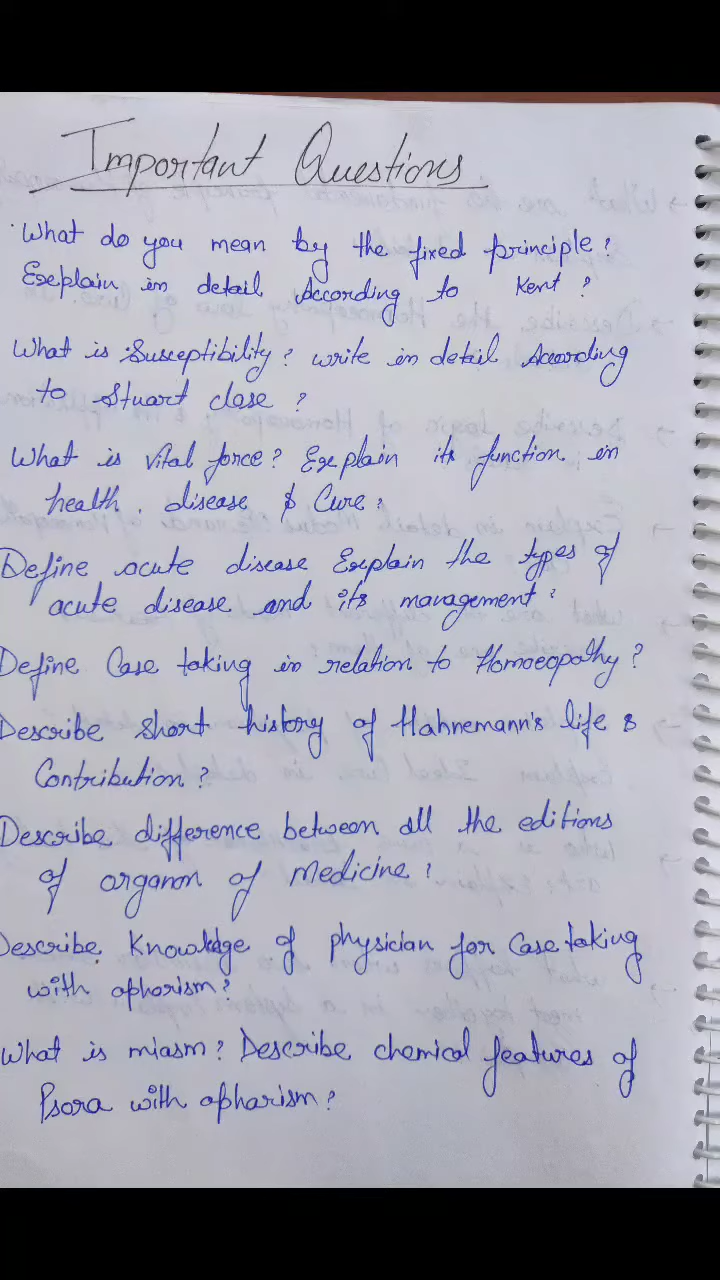 Important Questions
What do you mean by the fixed principle?
Exeplain in detail According to Kent?
What is Susceptibility? write in detail According
to Stuart close?
What is vital force? Exeplain its function in
health, disease & Cure?
Define acute disease Explain the types of
acute disease and its management?
Define Case taking in relation to Homoeopathy?
Describe short history of Hahnemann's life &
Contribution?
Describe difference between all the editions
of organon of medicine?
Describe Knowledge of physician for Case taking
with aphorism?
What is miasm? Describe chemical features of
Psora with apharism?